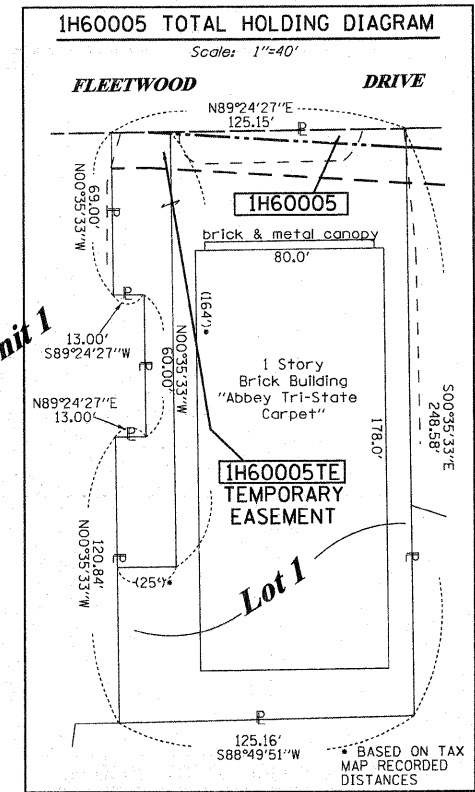 1H60005 TOTAL HOLDING DIAGRAM
Scale: 1"=40'
FLEETWOOD DRIVE
N89°24'27"E
125.15'
N00°35'33"W
69.00'
1H60005
brick & metal canopy
80.0'
(164')*
nit 1
13.00'
S89°24'27"W
N00°35'33"W
60.00'
1 Story
Brick Building
"Abbey Tri-State
Carpet"
S00°35'33"E
248.58'
N89°24'27"E
13.00'
178.0'
1H60005TE
TEMPORARY
EASEMENT
120.84'
N00°35'33"W
(25')*
Lot 1
125.16'
S88°49'51"W
* BASED ON TAX
MAP RECORDED
DISTANCES